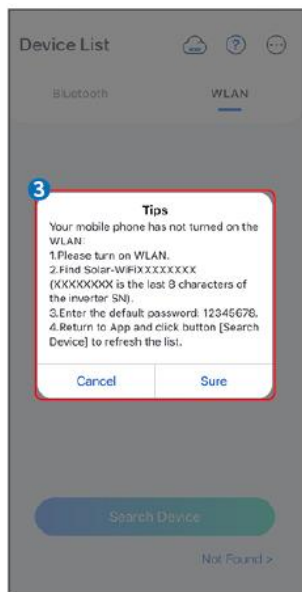 Device List
?
Bluetooth
WLAN
3
Tips
Your mobile phone has not turned on the
WLAN:
1.Please turn on WLAN.
2.Find Solar-WiFiXXXXXXXX
(XXXXXXXX is the last 8 characters of
the inverter SN).
3.Enter the default password: 12345678.
4.Return to App and click button [Search
Device] to refresh the list.
Cancel
Sure
Search Device
Not Found >